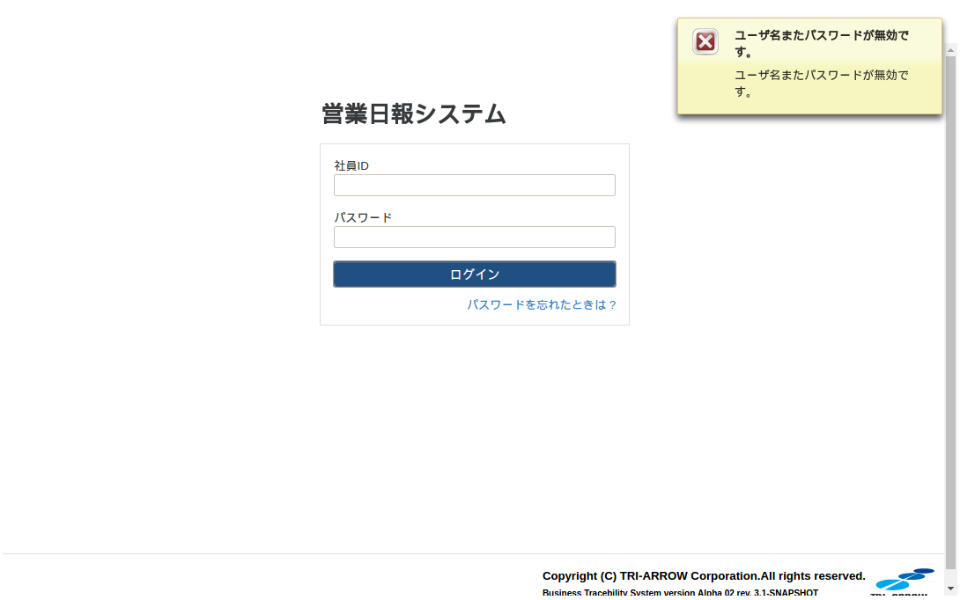 ユーザ名またパスワードが無効で
す。
ユーザ名またパスワードが無効で
す。
営業日報システム
社員ID
パスワード
ログイン
パスワードを忘れたときは？
Copyright (C) TRI-ARROW Corporation.All rights reserved.
Business Tracebility System version Alpha 02 rev. 3.1-SNAPSHOT
TRI-ARROW